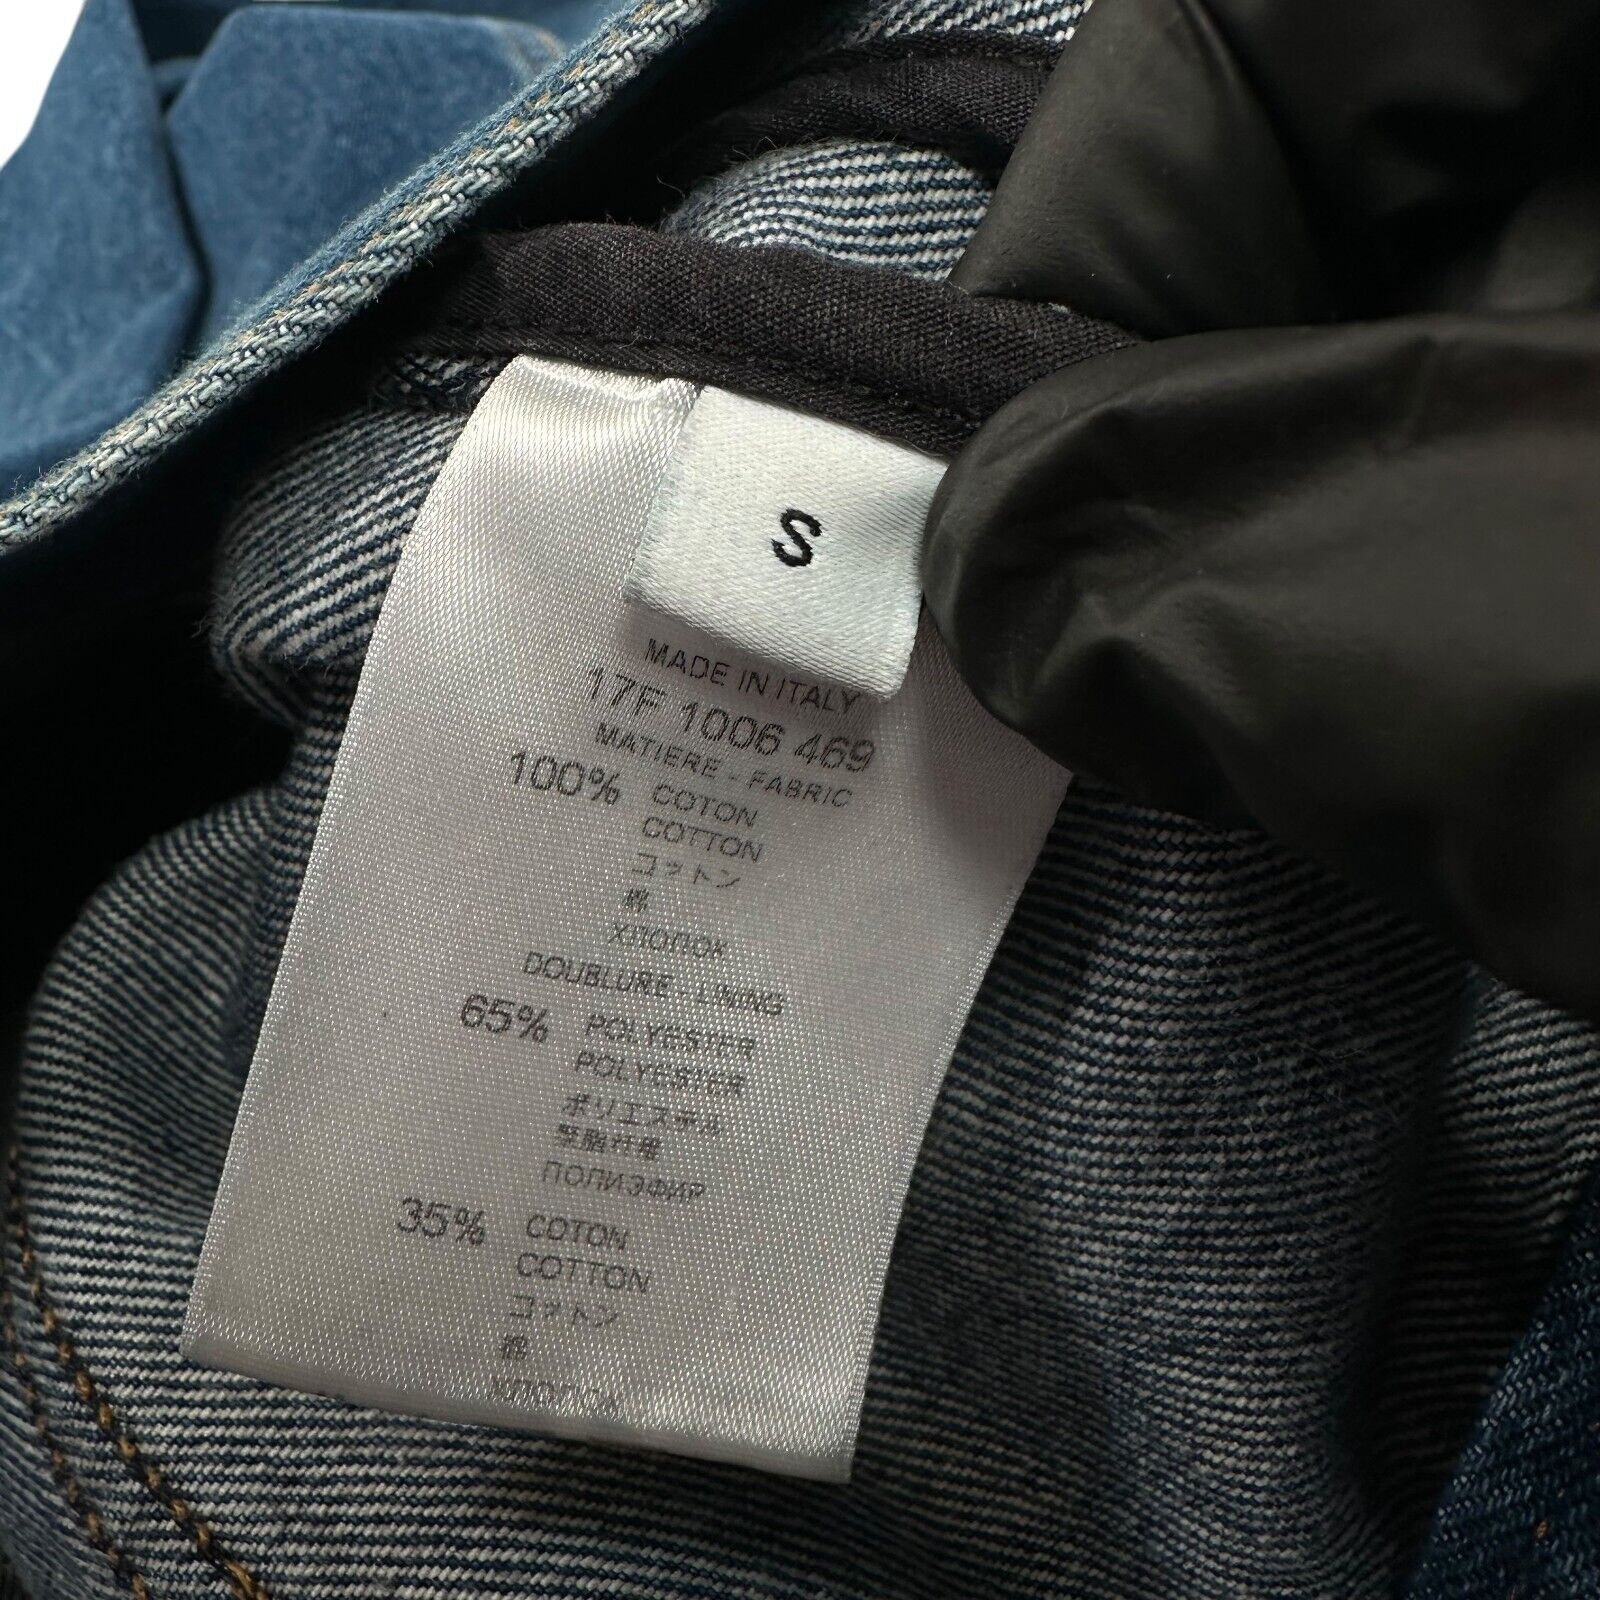 S
MADE IN ITALY
17F 1006 469
MATIERE - FABRIC
100% COTON
COTTON
コットン
棉
ХЛОПОК
DOUBLURE - LINING
65% POLYESTER
POLYESTER
ポリエステル
聚脂纤维
ПОЛИЭФИР
35% COTON
COTTON
コットン
棉
ХЛОПОК